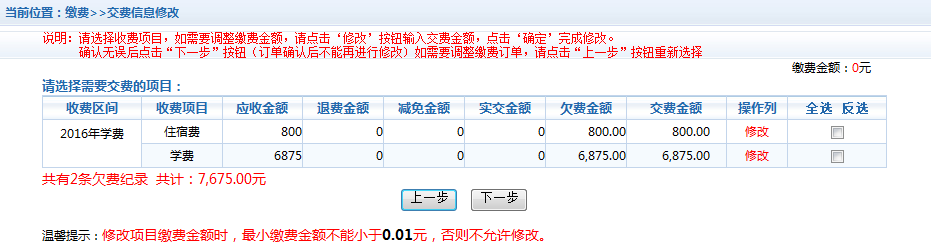 当前位置：缴费>>交费信息修改
说明：请选择收费项目，如需要调整缴费金额，请点击‘修改’按钮输入交费金额，点击‘确定’完成修改。
确认无误后点击“下一步”按钮（订单确认后不能再进行修改）如需要调整缴费订单，请点击“上一步”按钮重新选择
缴费金额：0元
请选择需要交费的项目：
收费区间 收费项目 应收金额 退费金额 减免金额 实交金额 欠费金额 交费金额 操作列 全选 反选
2016年学费 住宿费 800 0 0 0 800.00 800.00 修改
学费 6875 0 0 0 6,875.00 6,875.00 修改
共有2条欠费纪录 共计：7,675.00元
上一步 下一步
温馨提示：修改项目缴费金额时，最小缴费金额不能小于0.01元，否则不允许修改。